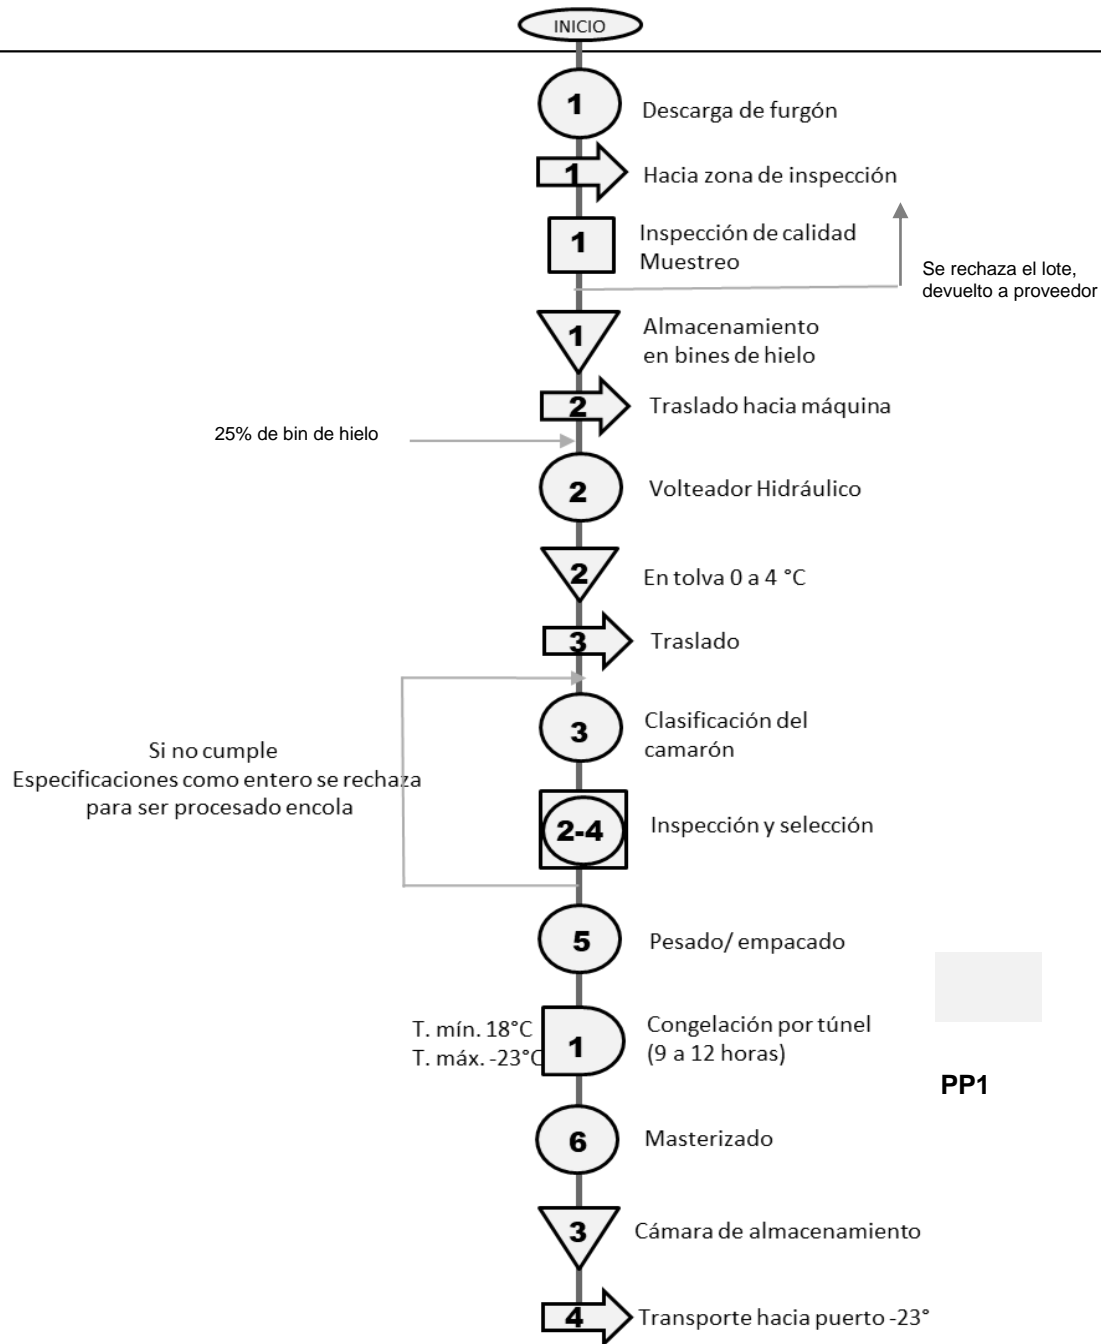 INICIO
1
Descarga de furgón
1
Hacia zona de inspección
1
Inspección de calidad
Muestreo
Se rechaza el lote,
devuelto a proveedor
1
Almacenamiento
en bines de hielo
2
Traslado hacia máquina
25% de bin de hielo
2
Volteador Hidráulico
2
En tolva 0 a 4 °C
3
Traslado
3
Clasificación del
camarón
Si no cumple
Especificaciones como entero se rechaza
para ser procesado encola
2-4
Inspección y selección
5
Pesado/ empacado
T. mín. 18°C
T. máx. -23°C
1
Congelación por túnel
(9 a 12 horas)
PP1
6
Masterizado
3
Cámara de almacenamiento
4
Transporte hacia puerto -23°